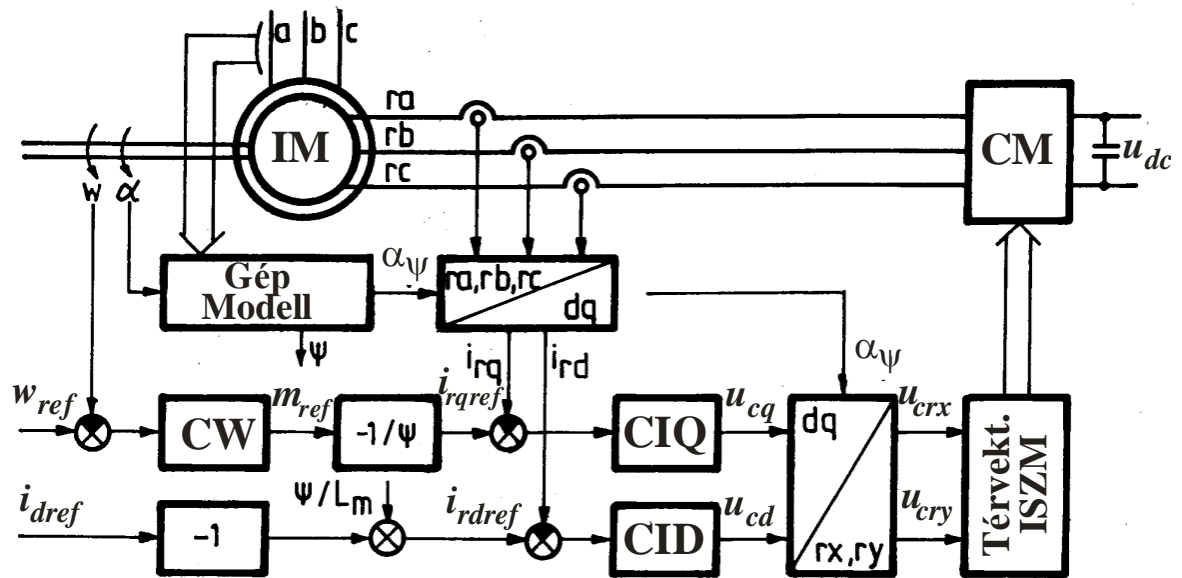 a b c
ra
rb
rc
IM
CM
u_dc
w α
Gép
Modell
α_ψ
ra,rb,rc
dq
ψ
i_rq i_rd
α_ψ
w_ref
CW
m_ref
-1/ψ
i_rqref
CIQ
u_cq
dq
rx,ry
u_crx
Térvekt.
ISZM
i_dref
-1
ψ/L_m
i_rdref
CID
u_cd
u_cry